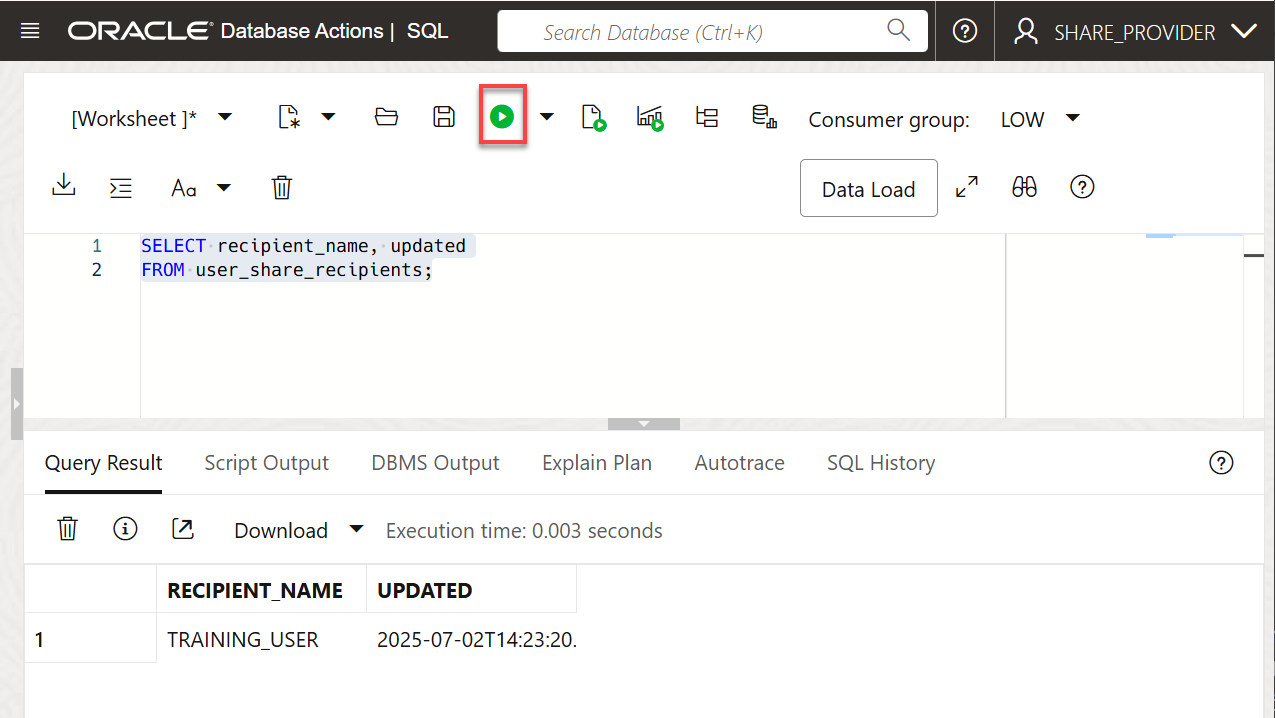 ORACLE Database Actions | SQL
Search Database (Ctrl+K)
SHARE_PROVIDER
[Worksheet ]*
Consumer group: LOW
Aa
Data Load
1 SELECT recipient_name, updated
2 FROM user_share_recipients;
Query Result Script Output DBMS Output Explain Plan Autotrace SQL History
Download Execution time: 0.003 seconds
RECIPIENT_NAME UPDATED
1 TRAINING_USER 2025-07-02T14:23:20.